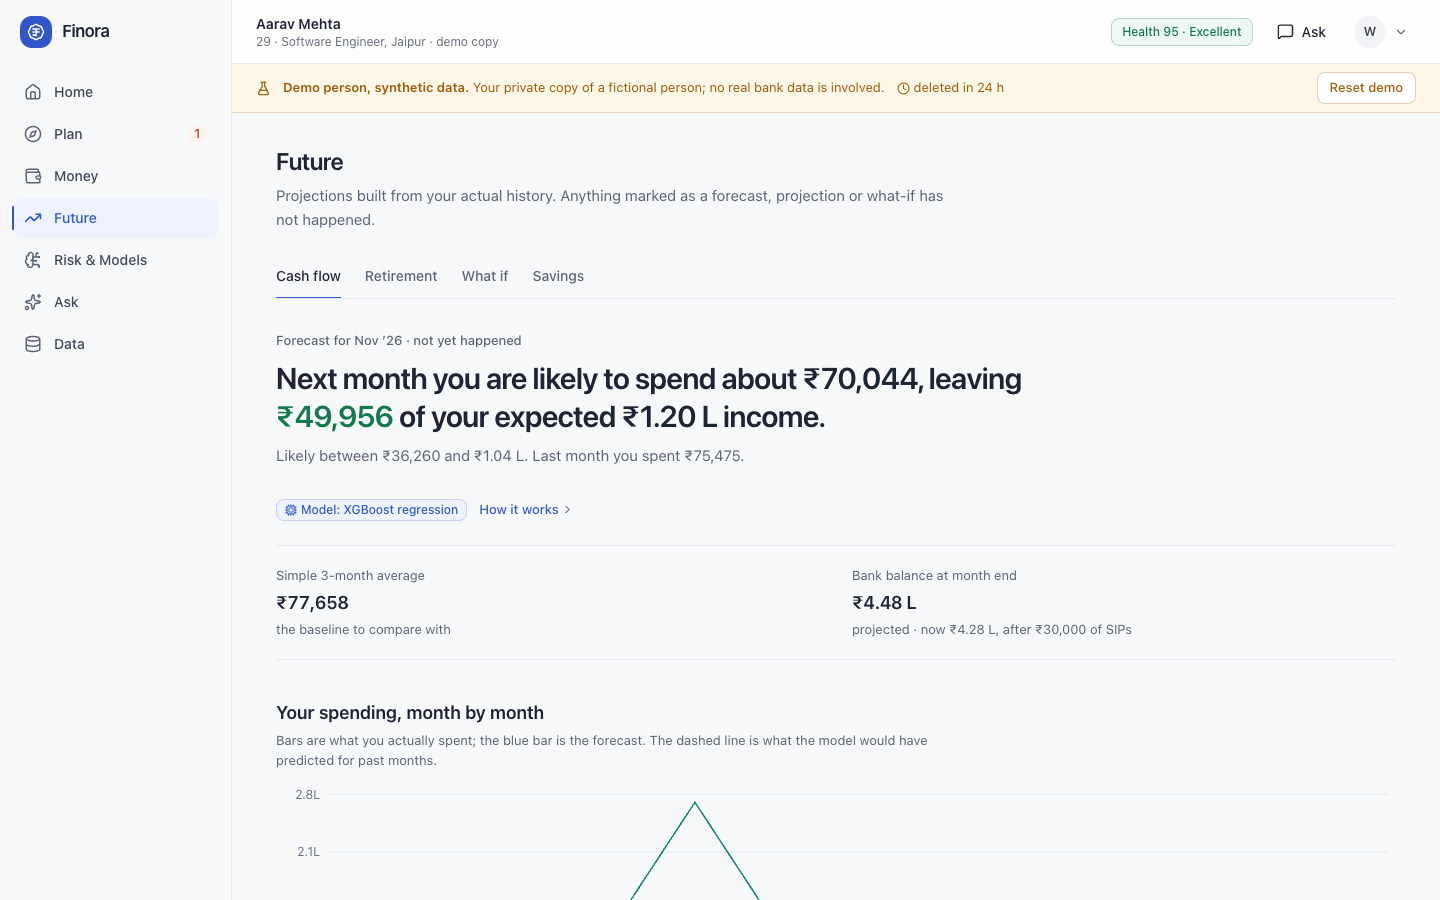 Finora
Home
Plan
1
Money
Future
Risk & Models
Ask
Data
Aarav Mehta
29 · Software Engineer, Jaipur · demo copy
Health 95 · Excellent
Ask
W
Demo person, synthetic data. Your private copy of a fictional person; no real bank data is involved. deleted in 24 h
Reset demo
Future
Projections built from your actual history. Anything marked as a forecast, projection or what-if has
not happened.
Cash flow
Retirement
What if
Savings
Forecast for Nov ’26 · not yet happened
Next month you are likely to spend about ₹70,044, leaving
₹49,956 of your expected ₹1.20 L income.
Likely between ₹36,260 and ₹1.04 L. Last month you spent ₹75,475.
Model: XGBoost regression
How it works
Simple 3-month average
₹77,658
the baseline to compare with
Bank balance at month end
₹4.48 L
projected · now ₹4.28 L, after ₹30,000 of SIPs
Your spending, month by month
Bars are what you actually spent; the blue bar is the forecast. The dashed line is what the model would have
predicted for past months.
2.8L
2.1L